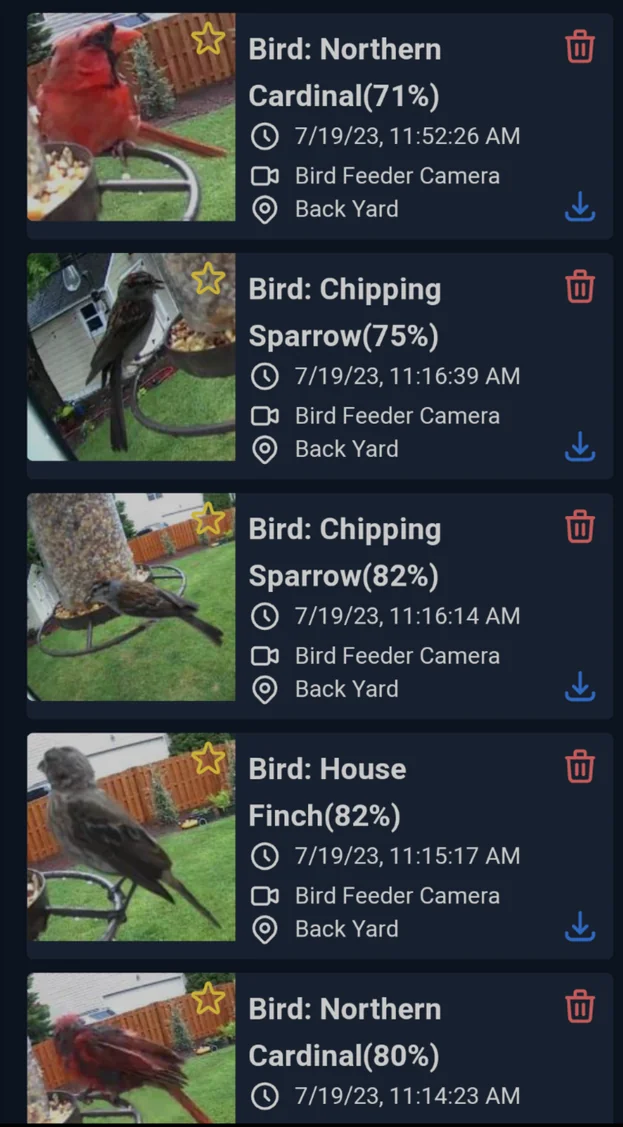 Bird: Northern
Cardinal(71%)
7/19/23, 11:52:26 AM
Bird Feeder Camera
Back Yard
Bird: Chipping
Sparrow(75%)
7/19/23, 11:16:39 AM
Bird Feeder Camera
Back Yard
Bird: Chipping
Sparrow(82%)
7/19/23, 11:16:14 AM
Bird Feeder Camera
Back Yard
Bird: House
Finch(82%)
7/19/23, 11:15:17 AM
Bird Feeder Camera
Back Yard
Bird: Northern
Cardinal(80%)
7/19/23, 11:14:23 AM